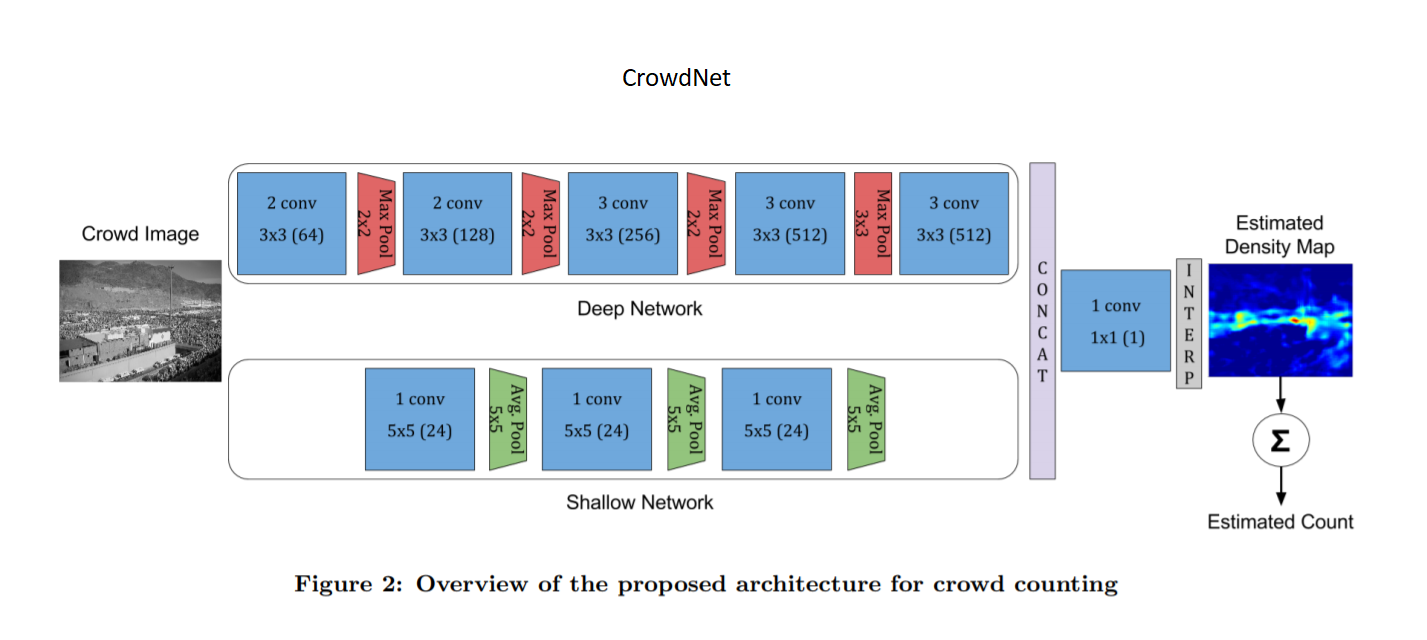 CrowdNet
Crowd Image
2 conv
3x3 (64)
Max Pool
2x2
2 conv
3x3 (128)
Max Pool
2x2
3 conv
3x3 (256)
Max Pool
2x2
3 conv
3x3 (512)
Max Pool
3x3
3 conv
3x3 (512)
Deep Network
1 conv
5x5 (24)
Avg. Pool
5x5
1 conv
5x5 (24)
Avg. Pool
5x5
1 conv
5x5 (24)
Avg. Pool
5x5
Shallow Network
CONCAT
1 conv
1x1 (1)
INTERP
Estimated
Density Map
Σ
Estimated Count
Figure 2: Overview of the proposed architecture for crowd counting